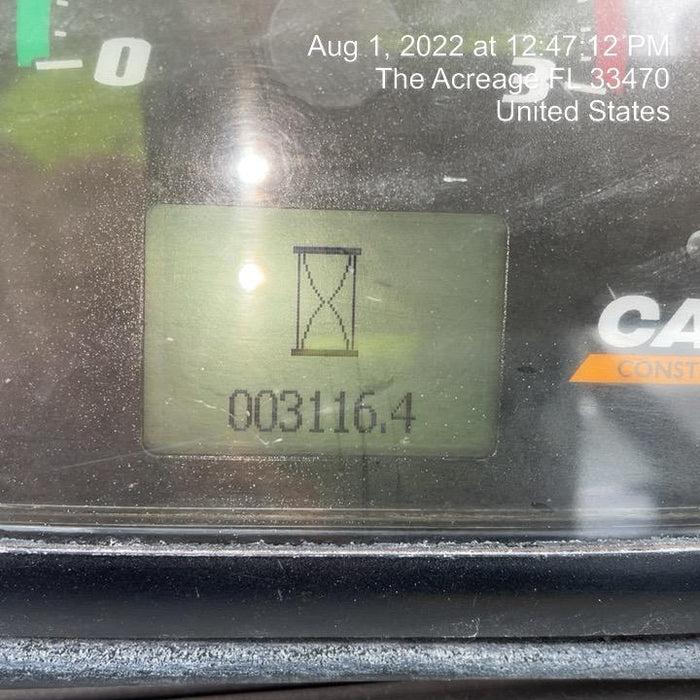 Aug 1, 2022 at 12:47:12 PM
The Acreage FL 33470
United States
0
3
003116.4
CA
CONST